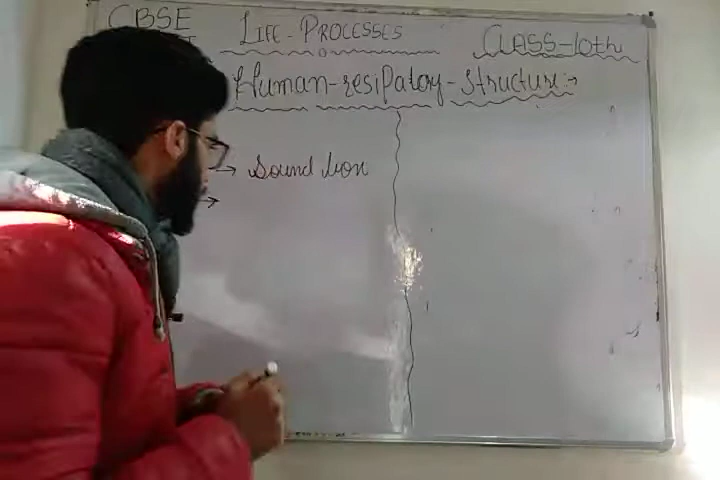 CBSE LIFE-PROCESSES CLASS-10th
Human-resipatory-structure:→
→ Sound box
→